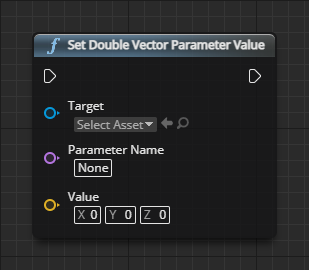 f Set Double Vector Parameter Value
Target
Select Asset
Parameter Name
None
Value
X 0 Y 0 Z 0